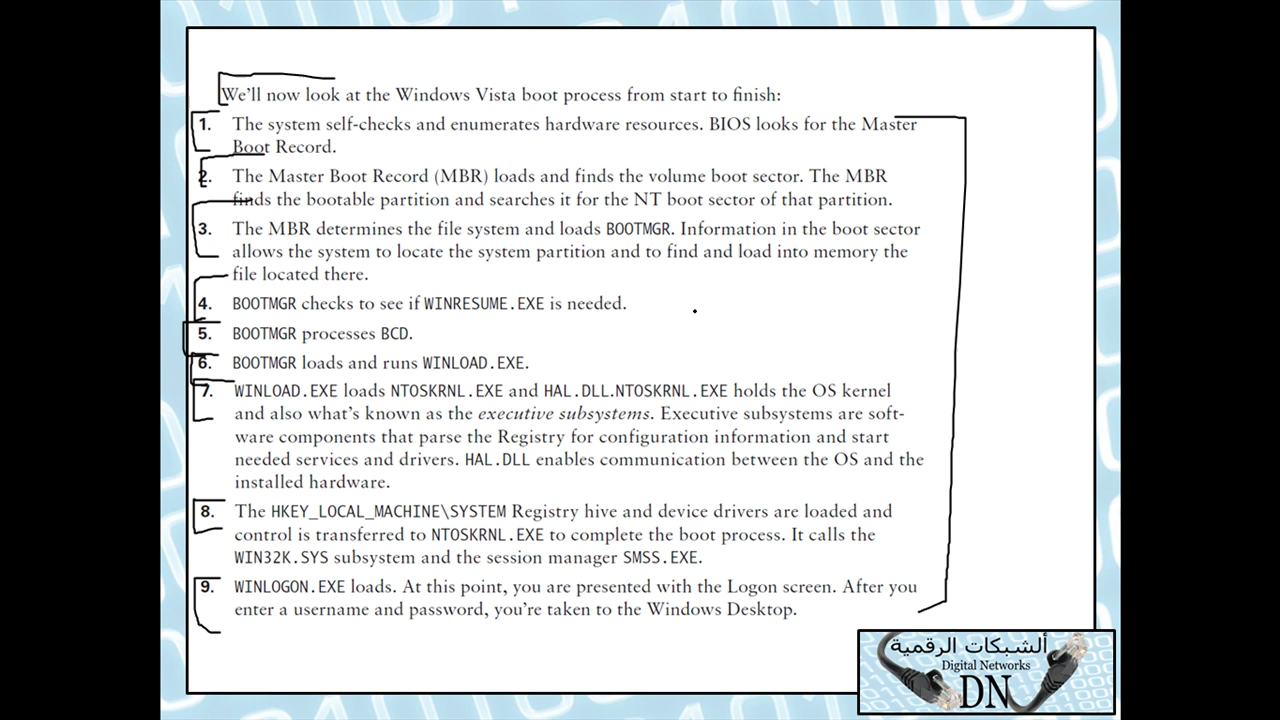 We'll now look at the Windows Vista boot process from start to finish:
1. The system self-checks and enumerates hardware resources. BIOS looks for the Master
Boot Record.
2. The Master Boot Record (MBR) loads and finds the volume boot sector. The MBR
finds the bootable partition and searches it for the NT boot sector of that partition.
3. The MBR determines the file system and loads BOOTMGR. Information in the boot sector
allows the system to locate the system partition and to find and load into memory the
file located there.
4. BOOTMGR checks to see if WINRESUME.EXE is needed.
5. BOOTMGR processes BCD.
6. BOOTMGR loads and runs WINLOAD.EXE.
7. WINLOAD.EXE loads NTOSKRNL.EXE and HAL.DLL.NTOSKRNL.EXE holds the OS kernel
and also what's known as the executive subsystems. Executive subsystems are soft-
ware components that parse the Registry for configuration information and start
needed services and drivers. HAL.DLL enables communication between the OS and the
installed hardware.
8. The HKEY_LOCAL_MACHINE\SYSTEM Registry hive and device drivers are loaded and
control is transferred to NTOSKRNL.EXE to complete the boot process. It calls the
WIN32K.SYS subsystem and the session manager SMSS.EXE.
9. WINLOGON.EXE loads. At this point, you are presented with the Logon screen. After you
enter a username and password, you're taken to the Windows Desktop.
ألشبكات الرقمية
Digital Networks
DN